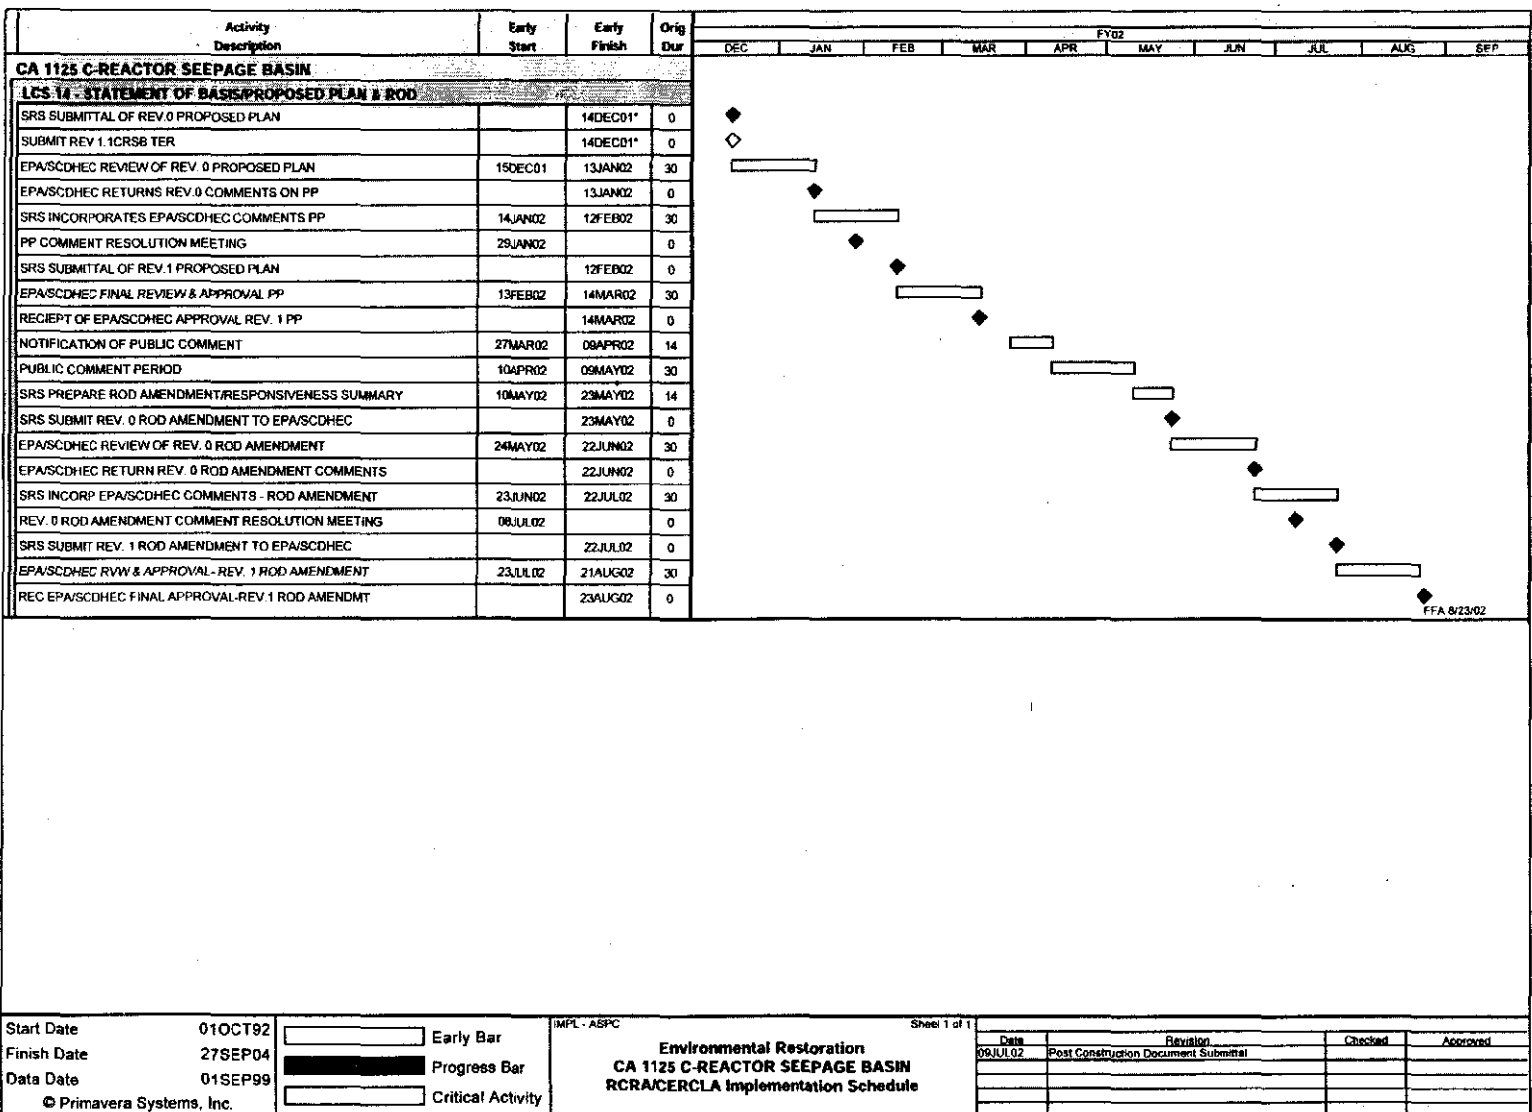 Activity Description Early Start Early Finish Orig Dur
FY02
DEC JAN FEB MAR APR MAY JUN JUL AUG SEP
CA 1125 C-REACTOR SEEPAGE BASIN
LCS 14 - STATEMENT OF BASIS/PROPOSED PLAN & ROD
SRS SUBMITTAL OF REV.0 PROPOSED PLAN 14DEC01* 0
SUBMIT REV 1.1CRSB TER 14DEC01* 0
EPA/SCDHEC REVIEW OF REV. 0 PROPOSED PLAN 15DEC01 13JAN02 30
EPA/SCDHEC RETURNS REV.0 COMMENTS ON PP 13JAN02 0
SRS INCORPORATES EPA/SCDHEC COMMENTS PP 14JAN02 12FEB02 30
PP COMMENT RESOLUTION MEETING 29JAN02 0
SRS SUBMITTAL OF REV.1 PROPOSED PLAN 12FEB02 0
EPA/SCDHEC FINAL REVIEW & APPROVAL PP 13FEB02 14MAR02 30
RECIEPT OF EPA/SCDHEC APPROVAL REV. 1 PP 14MAR02 0
NOTIFICATION OF PUBLIC COMMENT 27MAR02 09APR02 14
PUBLIC COMMENT PERIOD 10APR02 09MAY02 30
SRS PREPARE ROD AMENDMENT/RESPONSIVENESS SUMMARY 10MAY02 23MAY02 14
SRS SUBMIT REV. 0 ROD AMENDMENT TO EPA/SCDHEC 23MAY02 0
EPA/SCDHEC REVIEW OF REV. 0 ROD AMENDMENT 24MAY02 22JUN02 30
EPA/SCDHEC RETURN REV. 0 ROD AMENDMENT COMMENTS 22JUN02 0
SRS INCORP EPA/SCDHEC COMMENTS - ROD AMENDMENT 23JUN02 22JUL02 30
REV. 0 ROD AMENDMENT COMMENT RESOLUTION MEETING 08JUL02 0
SRS SUBMIT REV. 1 ROD AMENDMENT TO EPA/SCDHEC 22JUL02 0
EPA/SCDHEC RVW & APPROVAL- REV. 1 ROD AMENDMENT 23JUL02 21AUG02 30
REC EPA/SCDHEC FINAL APPROVAL-REV.1 ROD AMENDMT 23AUG02 0
FFA 8/23/02
Start Date 01OCT92
Finish Date 27SEP04
Data Date 01SEP99
© Primavera Systems, Inc.
Early Bar
Progress Bar
Critical Activity
IMPL - ASPC
Sheet 1 of 1
Environmental Restoration
CA 1125 C-REACTOR SEEPAGE BASIN
RCRA/CERCLA Implementation Schedule
Date Revision Checked Approved
09JUL02 Post Construction Document Submittal